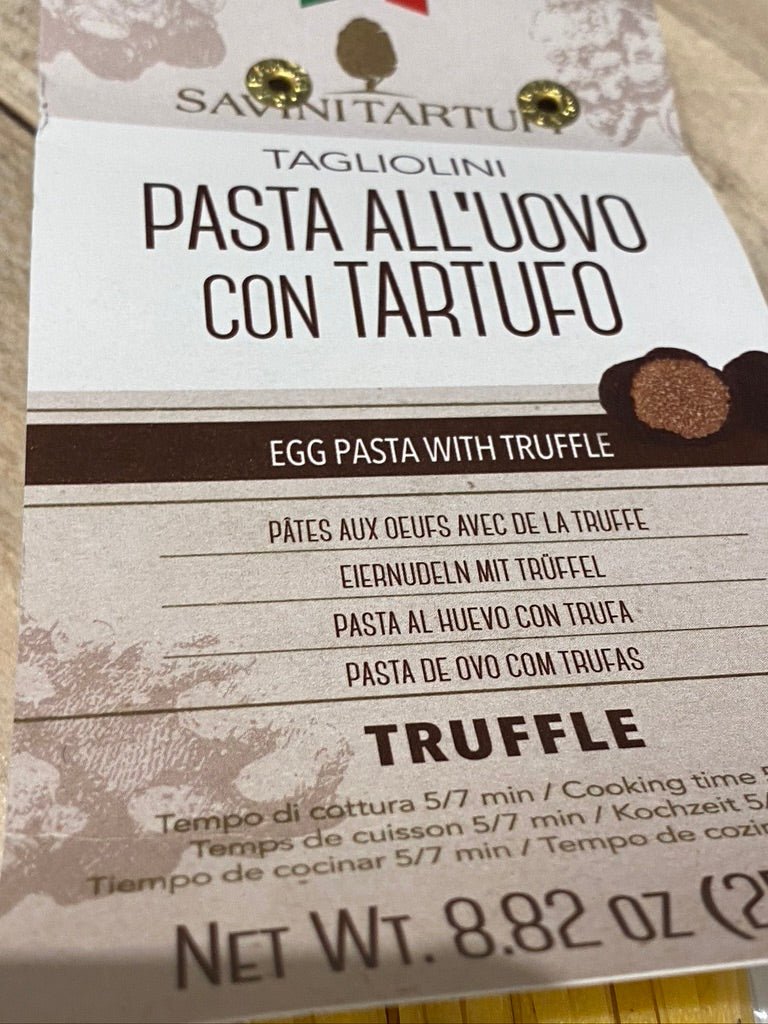 SAVINI TARTUFI
TAGLIOLINI
PASTA ALL'UOVO
CON TARTUFO
EGG PASTA WITH TRUFFLE
PÂTES AUX OEUFS AVEC DE LA TRUFFE
EIERNUDELN MIT TRÜFFEL
PASTA AL HUEVO CON TRUFA
PASTA DE OVO COM TRUFAS
TRUFFLE
Tempo di cottura 5/7 min / Cooking time
Temps de cuisson 5/7 min / Kochzeit 5/
Tiempo de cocinar 5/7 min / Tempo de
NET WT. 8.82 OZ